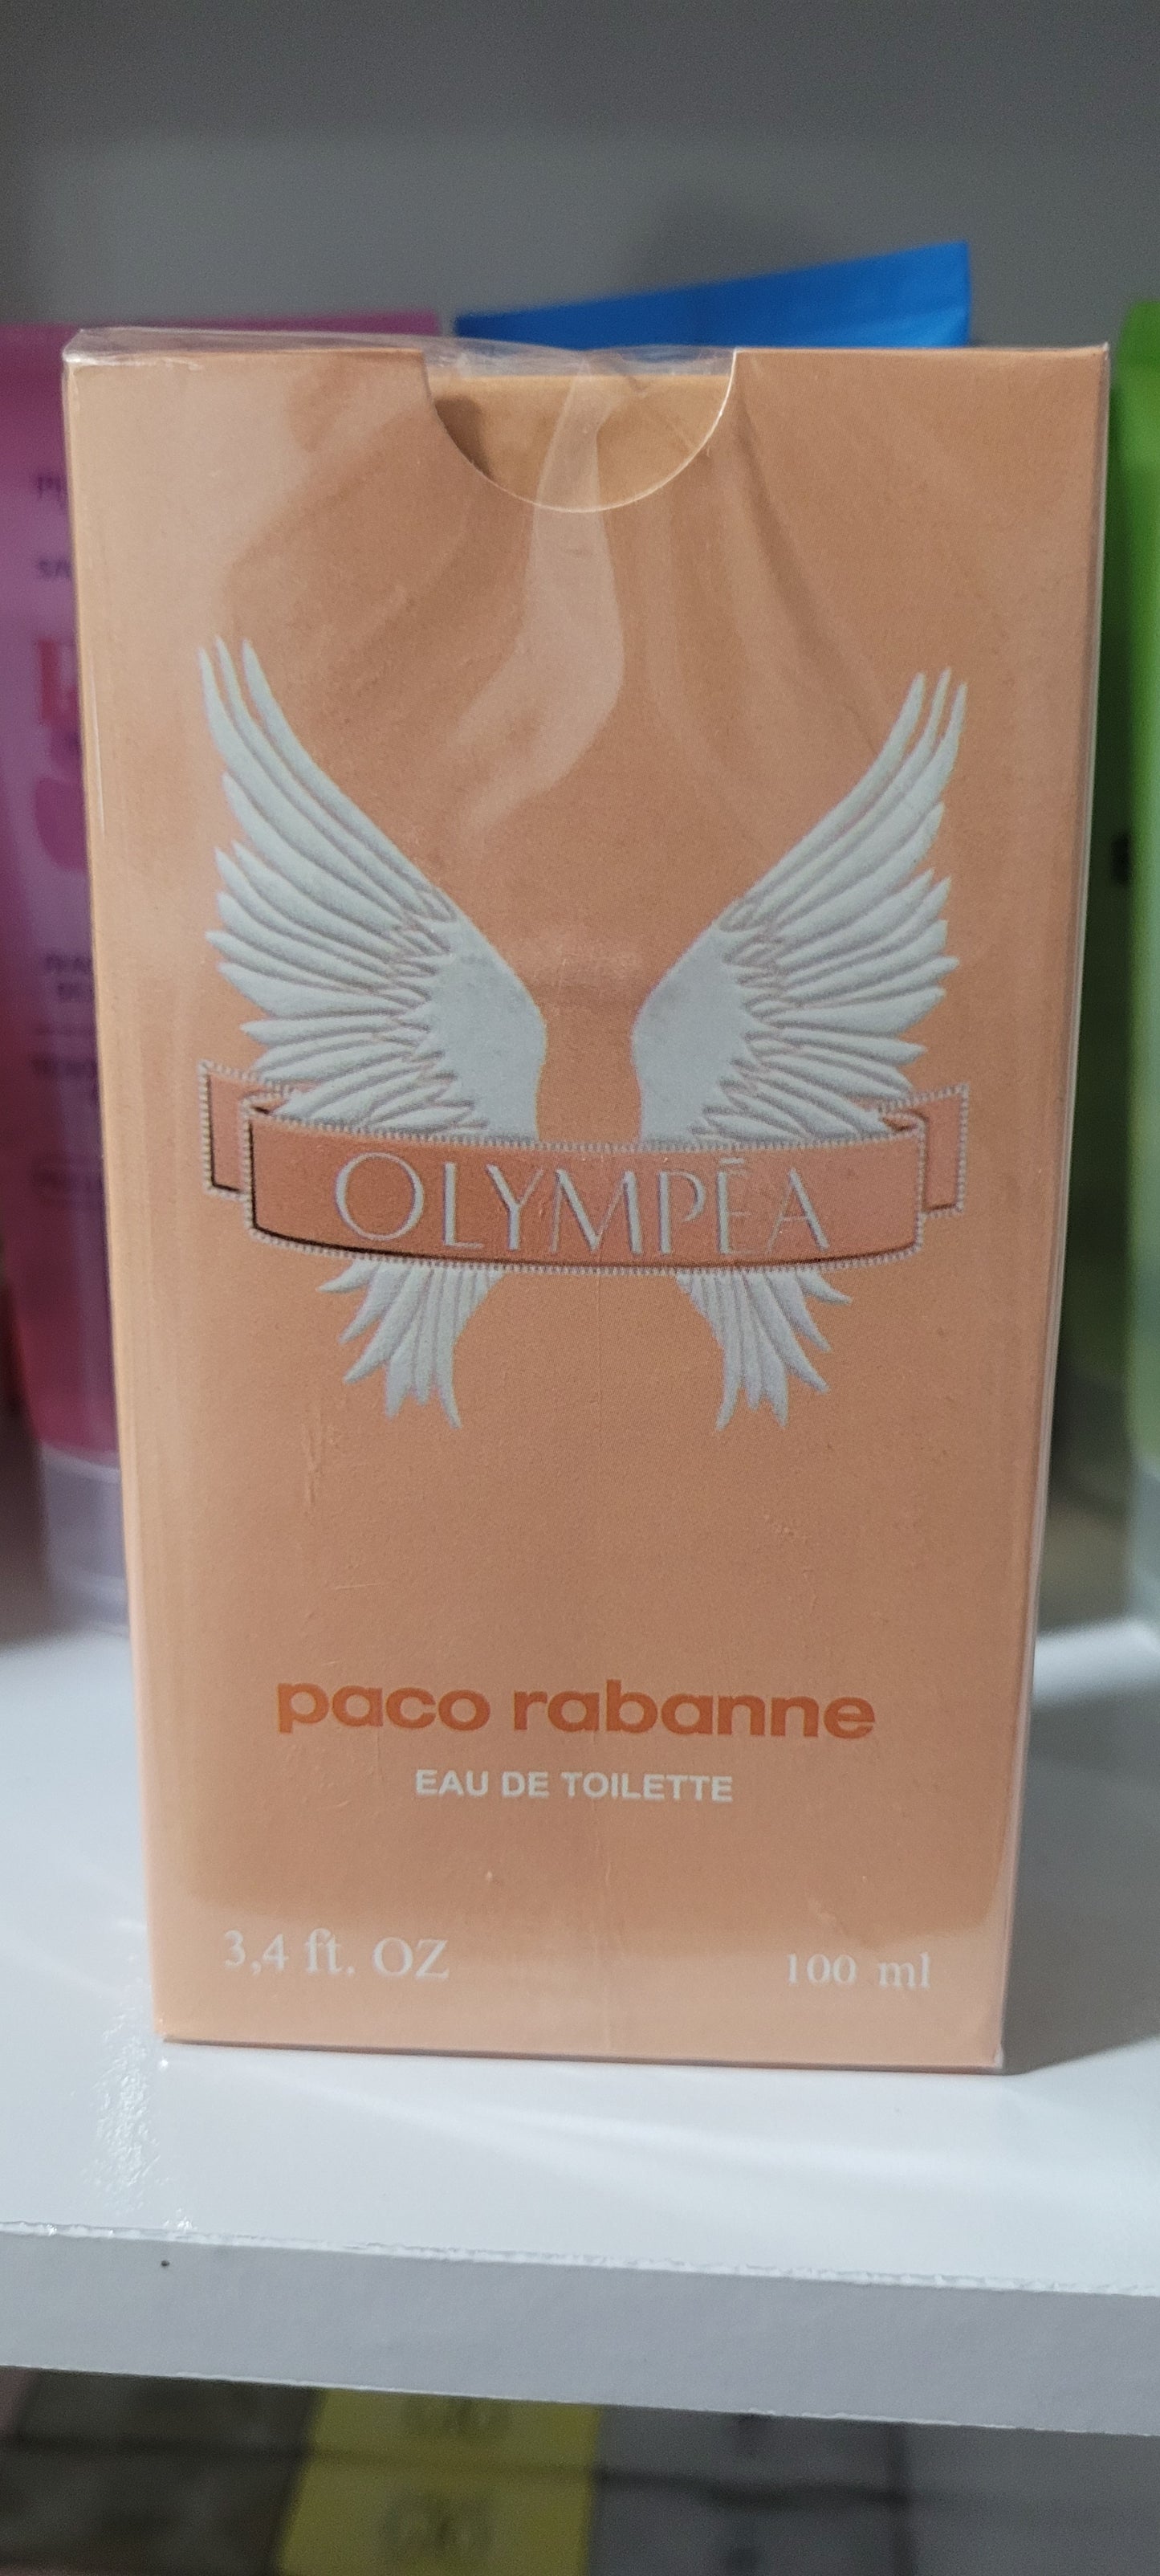 OLYMPĒA
paco rabanne
EAU DE TOILETTE
3,4 ft. OZ
100 ml